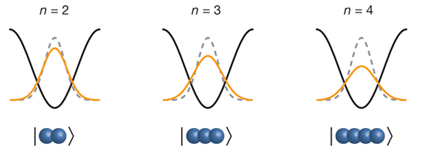 n = 2
n = 3
n = 4